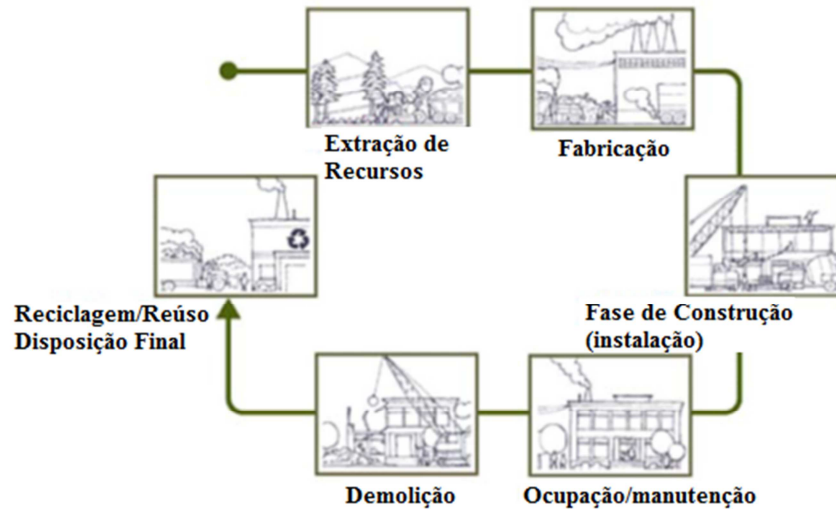 Extração de
Recursos
Fabricação
Fase de Construção
(instalação)
Ocupação/manutenção
Demolição
Reciclagem/Reúso
Disposição Final